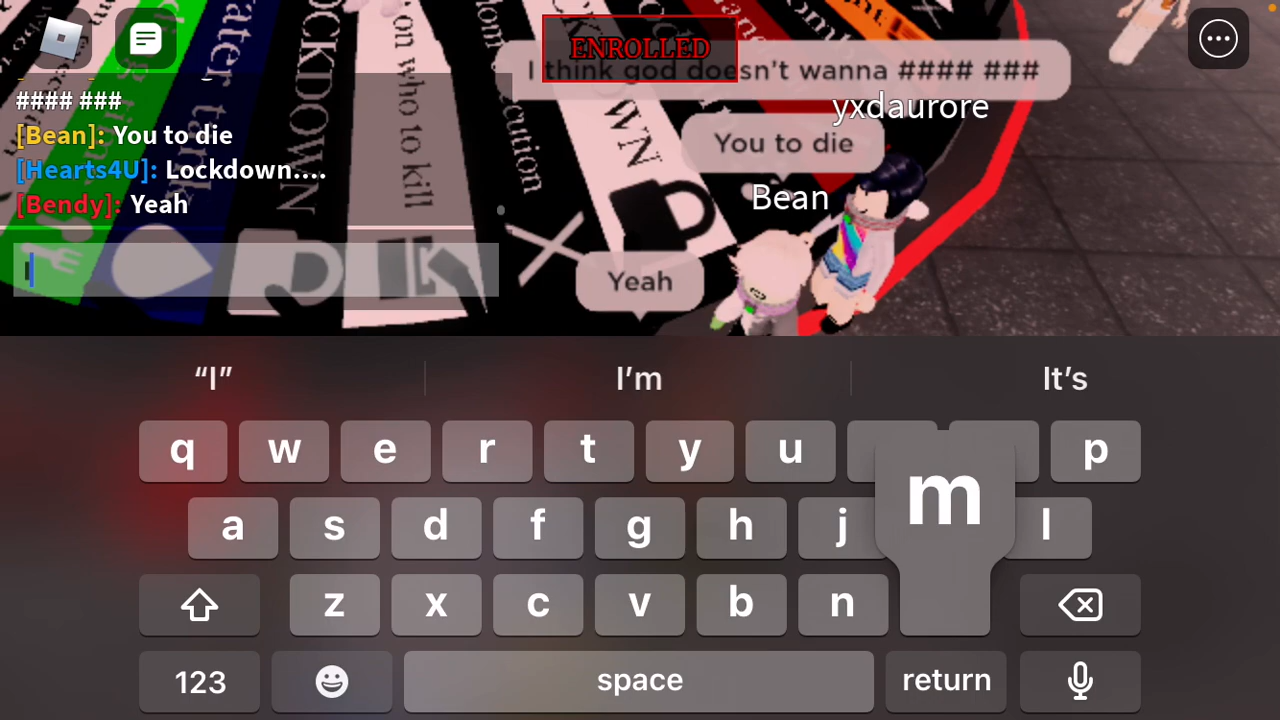 ENROLLED
I think god doesn't wanna #### ###
yxdaurore
#### ###
[Bean]: You to die
You to die
[Hearts4U]: Lockdown....
Bean
[Bendy]: Yeah
Yeah
LOCKDOWN
on who to kill
I
“I” I’m It’s
q w e r t y u p
m
a s d f g h j l
z x c v b n
123 space return